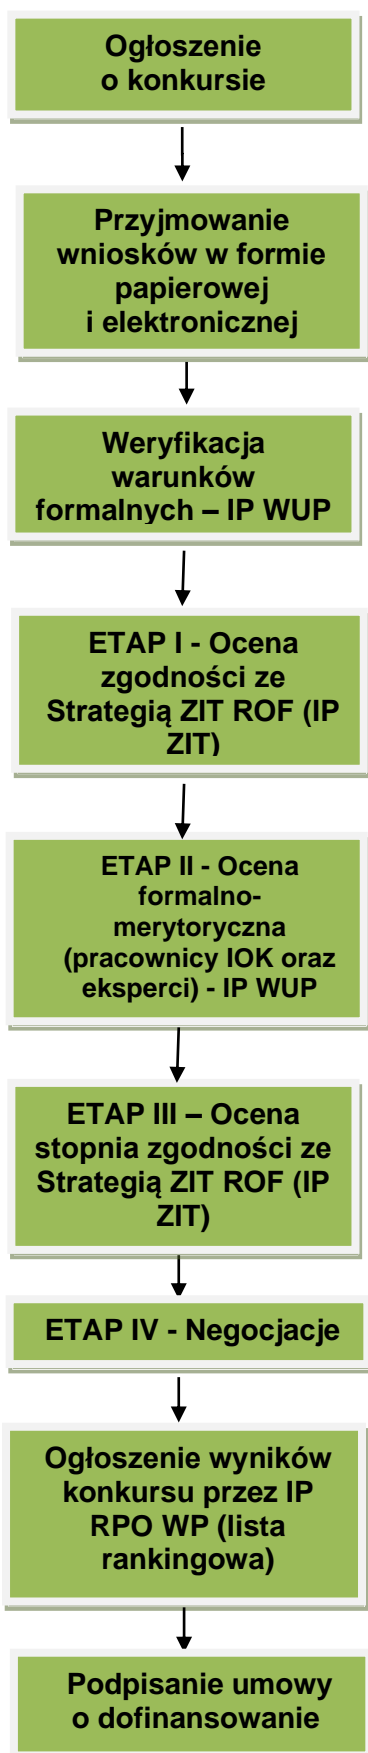 Ogłoszenie
o konkursie
Przyjmowanie
wniosków w formie
papierowej
i elektronicznej
Weryfikacja
warunków
formalnych – IP WUP
ETAP I - Ocena
zgodności ze
Strategią ZIT ROF (IP
ZIT)
ETAP II - Ocena
formalno-
merytoryczna
(pracownicy IOK oraz
eksperci) - IP WUP
ETAP III – Ocena
stopnia zgodności ze
Strategią ZIT ROF (IP
ZIT)
ETAP IV - Negocjacje
Ogłoszenie wyników
konkursu przez IP
RPO WP (lista
rankingowa)
Podpisanie umowy
o dofinansowanie